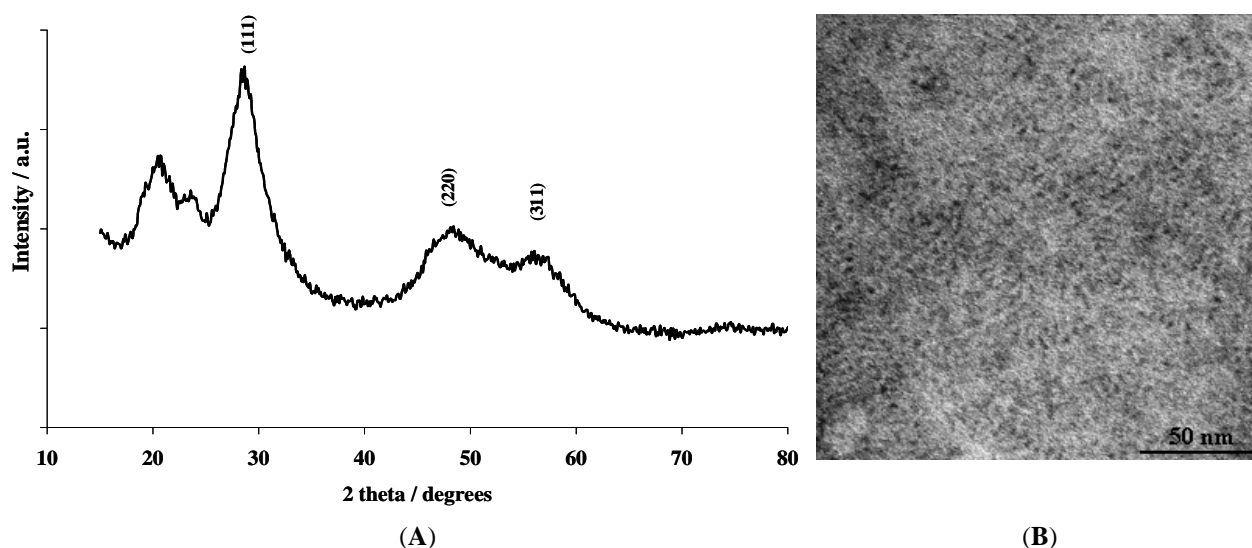 (111)
(220)
(311)
Intensity / a.u.
10 20 30 40 50 60 70 80
2 theta / degrees
50 nm
(A)
(B)